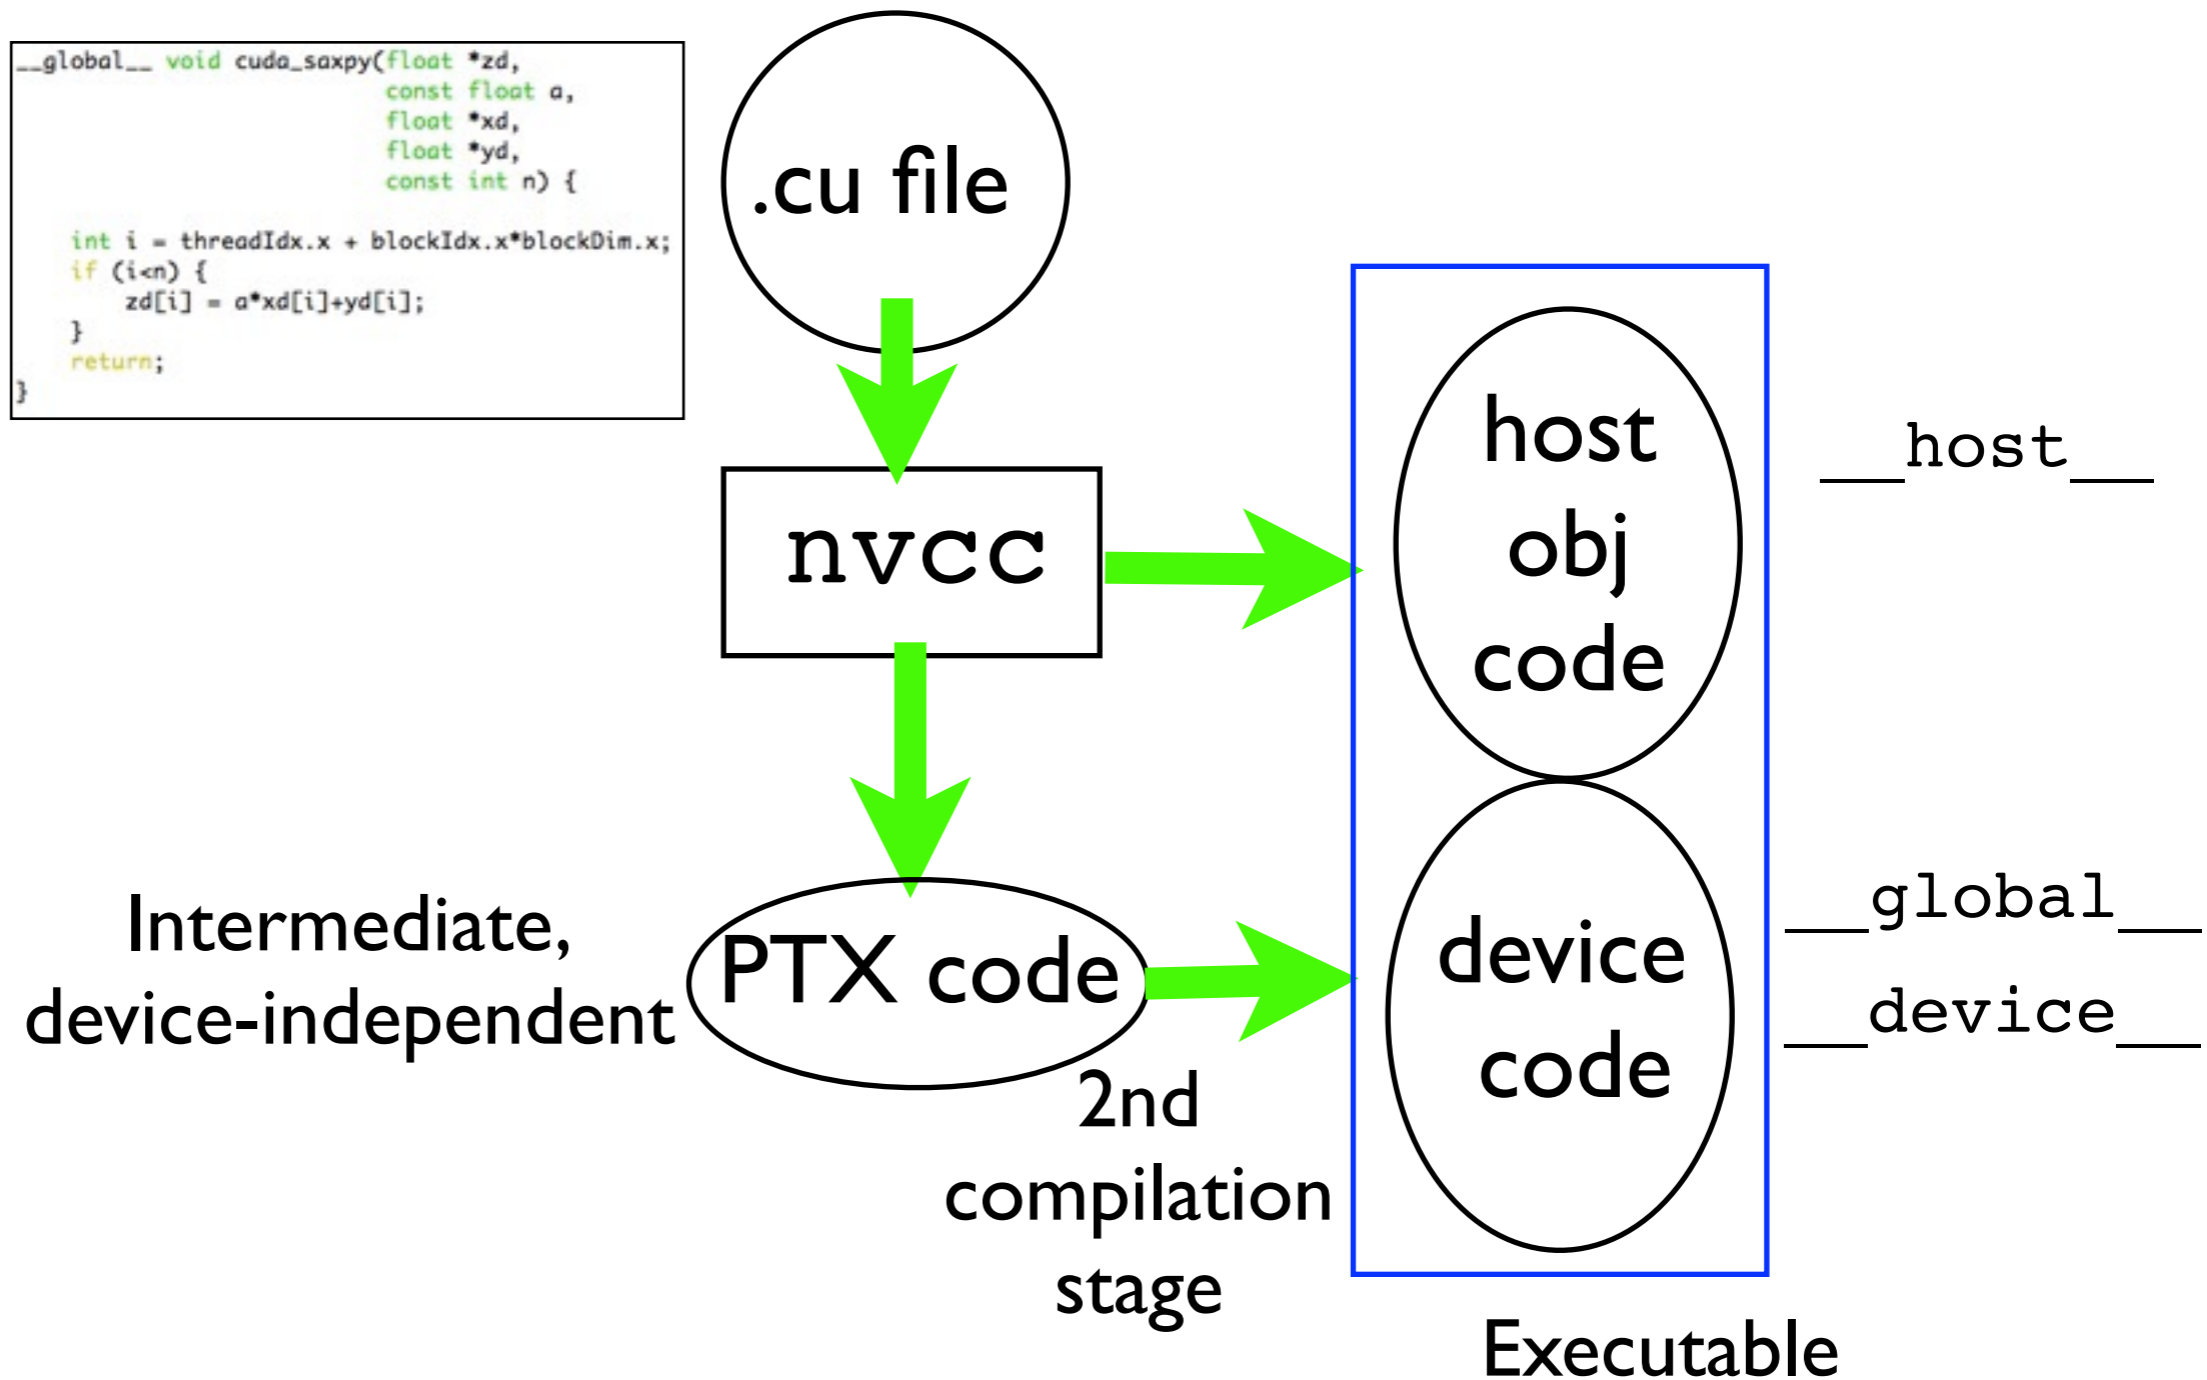 __global__ void cuda_saxpy(float *zd,
const float a,
float *xd,
float *yd,
const int n) {
int i = threadIdx.x + blockIdx.x*blockDim.x;
if (i<n) {
zd[i] = a*xd[i]+yd[i];
}
return;
}
.cu file
nvcc
host
obj
code
__host__
Intermediate,
device-independent
PTX code
2nd
compilation
stage
device
code
__global__
__device__
Executable